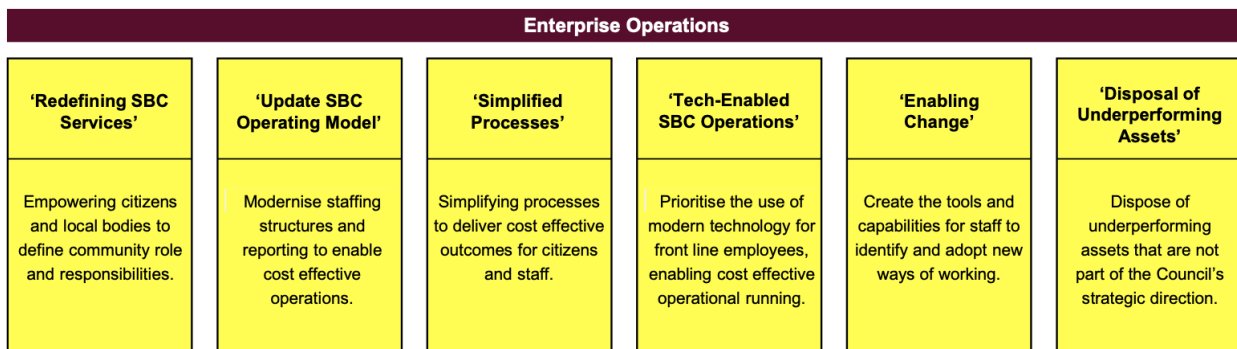 Enterprise Operations
‘Redefining SBC
Services’
Empowering citizens
and local bodies to
define community role
and responsibilities.
‘Update SBC
Operating Model’
Modernise staffing
structures and
reporting to enable
cost effective
operations.
‘Simplified
Processes’
Simplifying processes
to deliver cost effective
outcomes for citizens
and staff.
‘Tech-Enabled
SBC Operations’
Prioritise the use of
modern technology for
front line employees,
enabling cost effective
operational running.
‘Enabling
Change’
Create the tools and
capabilities for staff to
identify and adopt new
ways of working.
‘Disposal of
Underperforming
Assets’
Dispose of
underperforming
assets that are not
part of the Council’s
strategic direction.